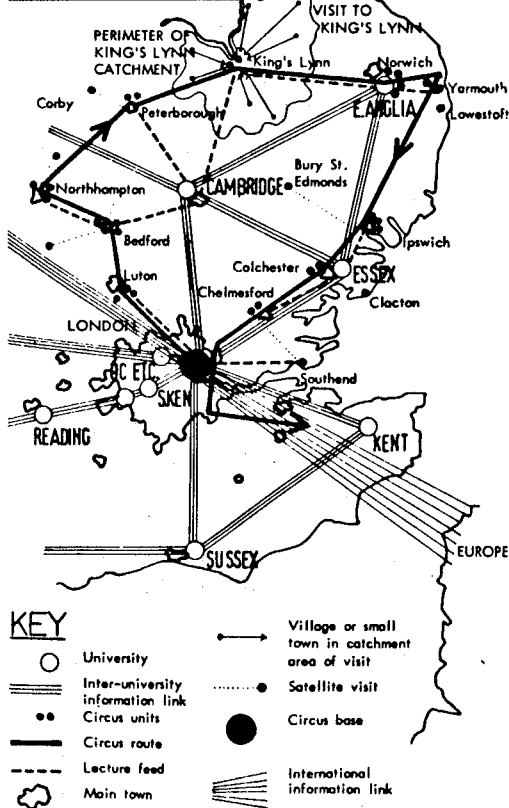 VISIT TO
KING'S LYNN
PERIMETER OF
KING'S LYNN
CATCHMENT
King's Lynn
Norwich
Corby
Peterborough
E.ANGLIA
Yarmouth
Lowestoft
Bury St.
Edmonds
Northhampton
CAMBRIDGE
Bedford
Ipswich
Colchester
ESSEX
Luton
Chelmesford
Clacton
LONDON
ETC
S.KEN
Southend
READING
KENT
SUSSEX
EUROPE
KEY
University
Inter-university
information link
Circus units
Circus route
Lecture feed
Main town
Village or small
town in catchment
area of visit
Satellite visit
Circus base
International
information link